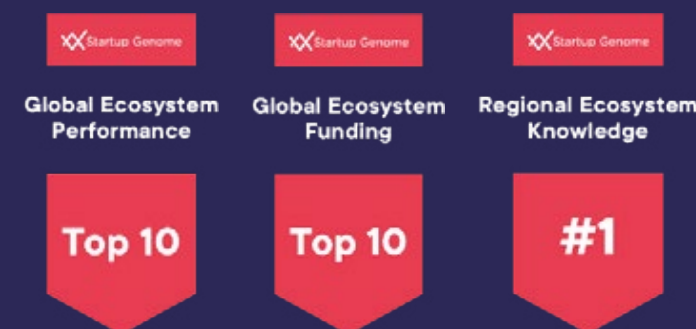 Startup Genome
Global Ecosystem
Performance
Top 10
Startup Genome
Global Ecosystem
Funding
Top 10
Startup Genome
Regional Ecosystem
Knowledge
#1